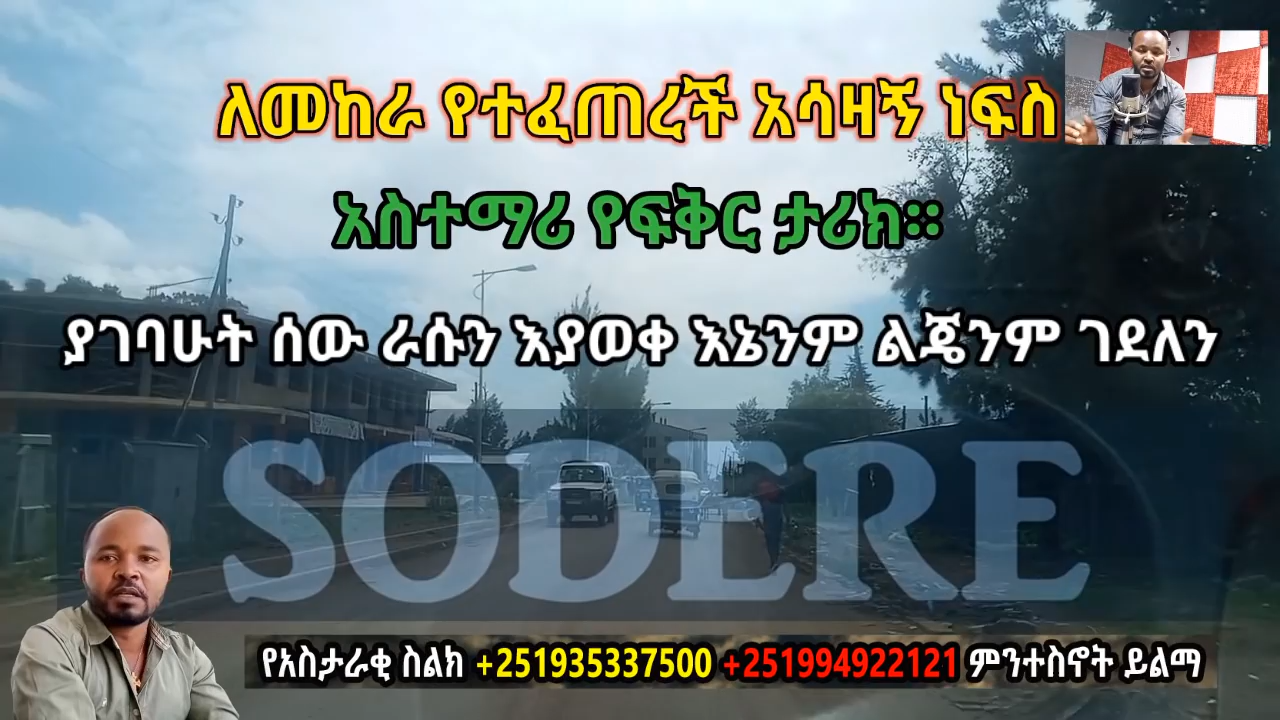 ለመከራ የተፈጠረች አሳዛኝ ነፍስ
አስተማሪ የፍቅር ታሪክ።
ያገባሁት ሰው ራሱን እያወቀ እኔንም ልጄንም ገደለን
SODERE
የአስታራቂ ስልክ +251935337500 +251994922121 ምንተስኖት ይልማ